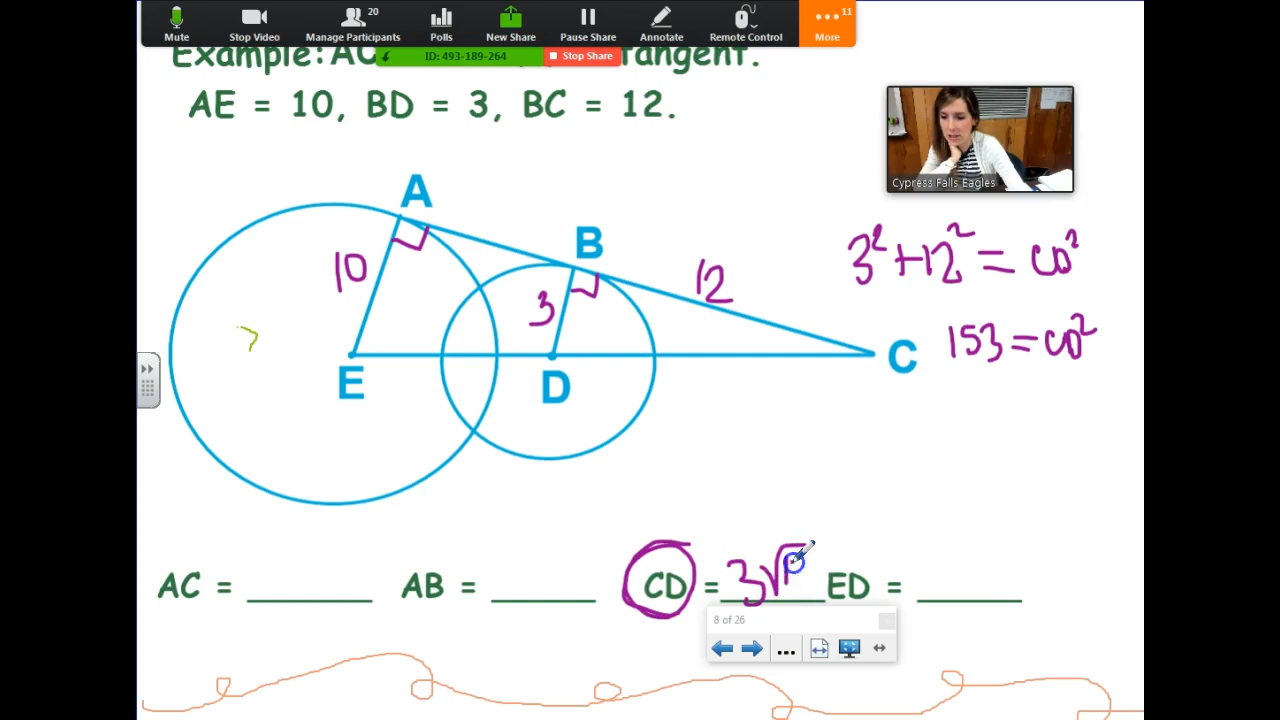 Mute Stop Video Manage Participants 20 Polls New Share Pause Share Annotate Remote Control More 11
ID: 493-189-264 Stop Share
Example: AC tangent.
AE = 10, BD = 3, BC = 12.
Cypress Falls Eagles
A
B
10
3
12
E
D
C
3² + 12² = CD²
153 = CD²
AC = ______ AB = ______ CD = 3√1 ED = ______
8 of 26